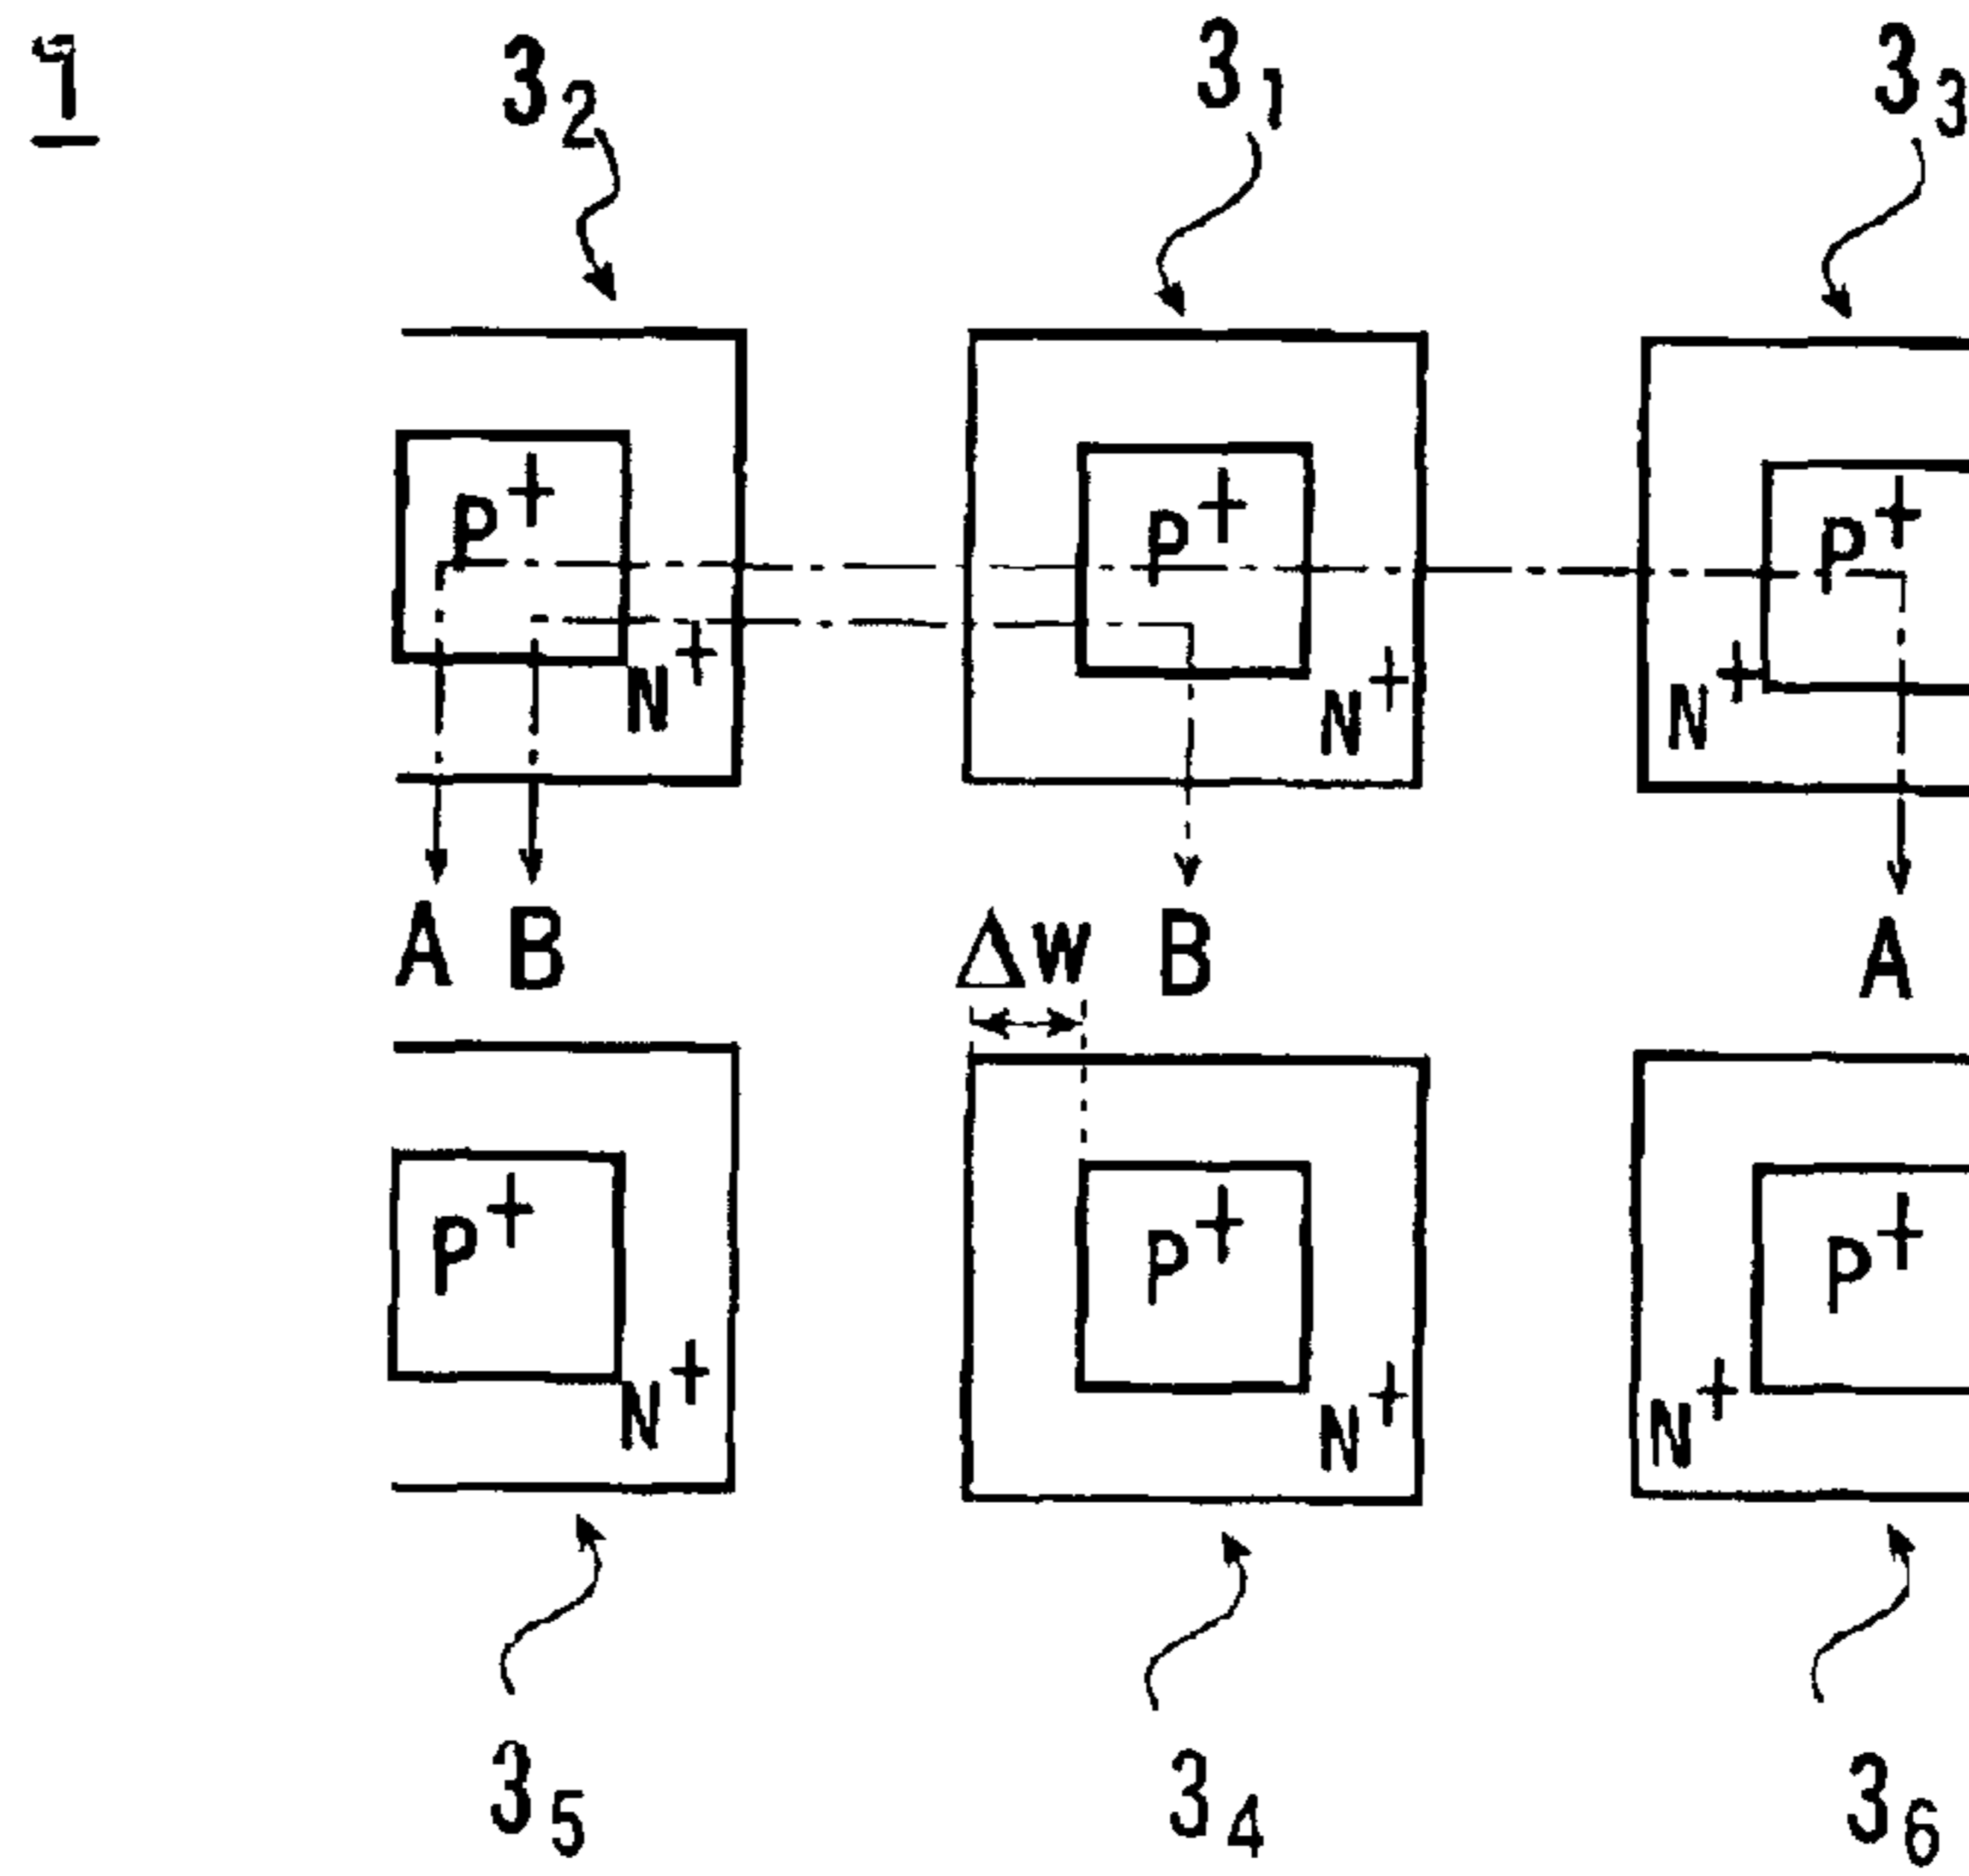 1
3₂ 3₁ 3₃
P⁺ P⁺ P⁺
N⁺ N⁺ N⁺
A B Δw B A
P⁺ P⁺ P⁺
N⁺ N⁺ N⁺
3₅ 3₄ 3₆